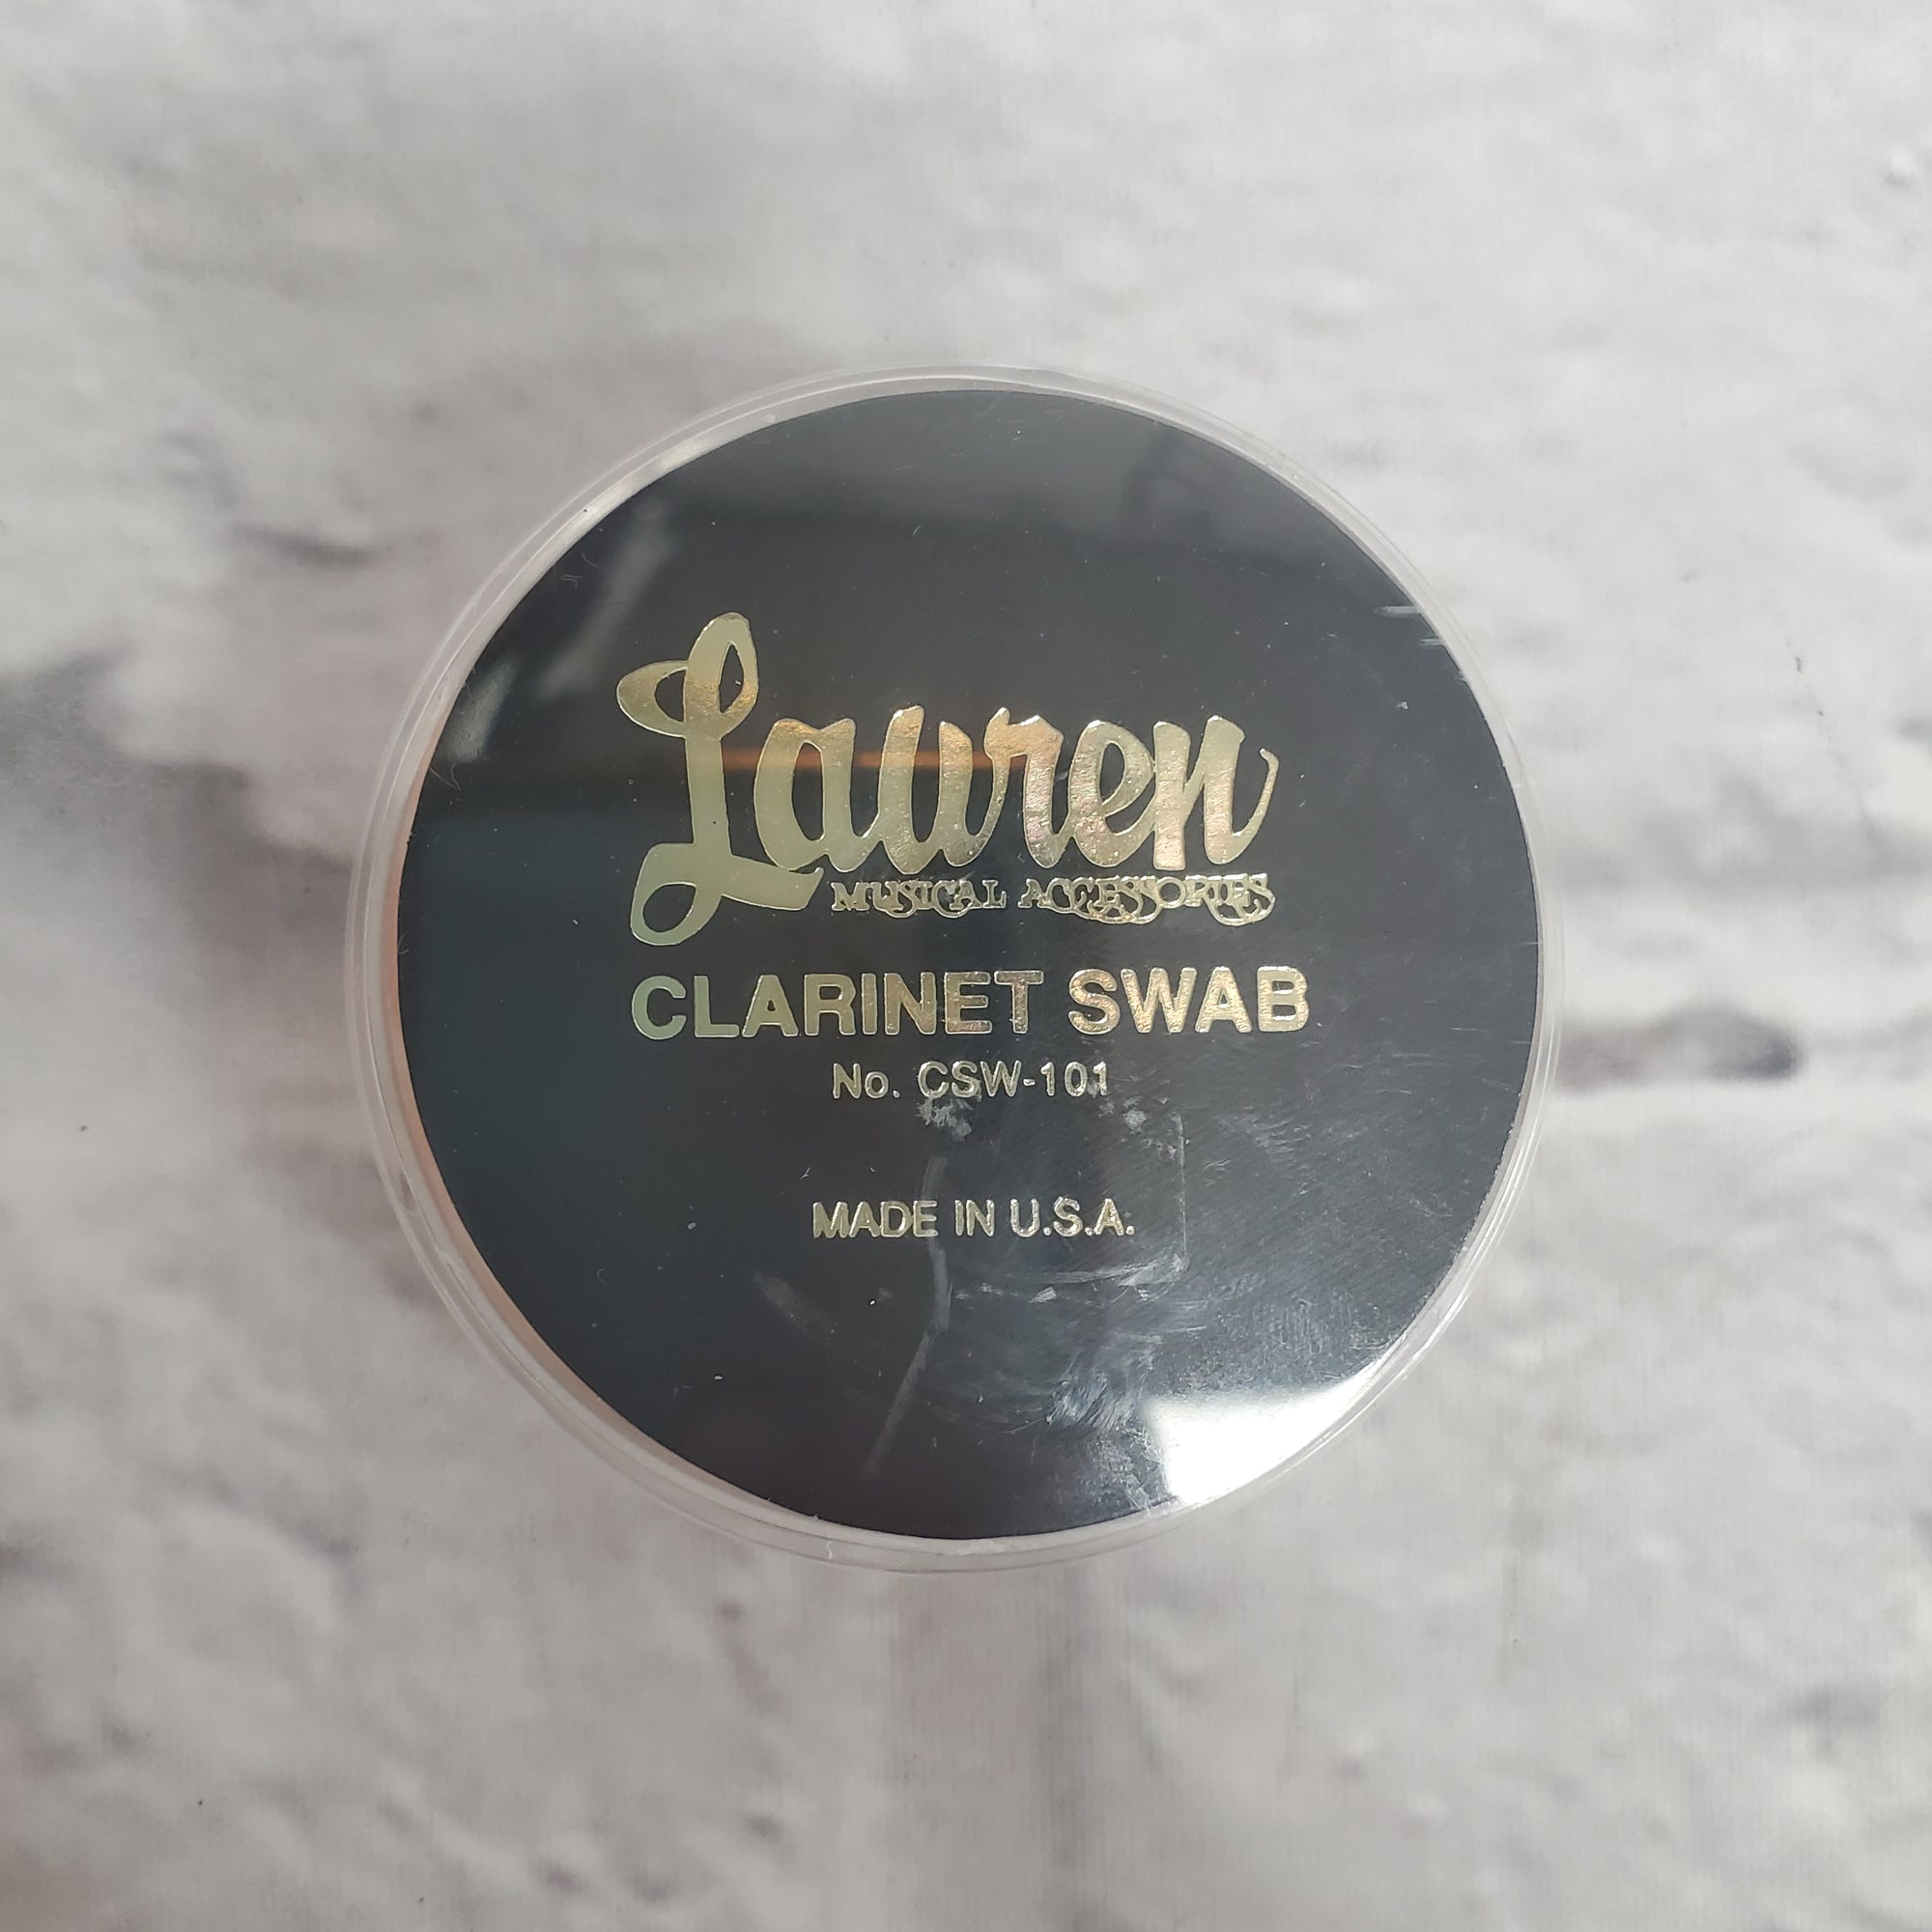 Lauren
MUSICAL ACCESSORIES
CLARINET SWAB
No. CSW-101
MADE IN U.S.A.